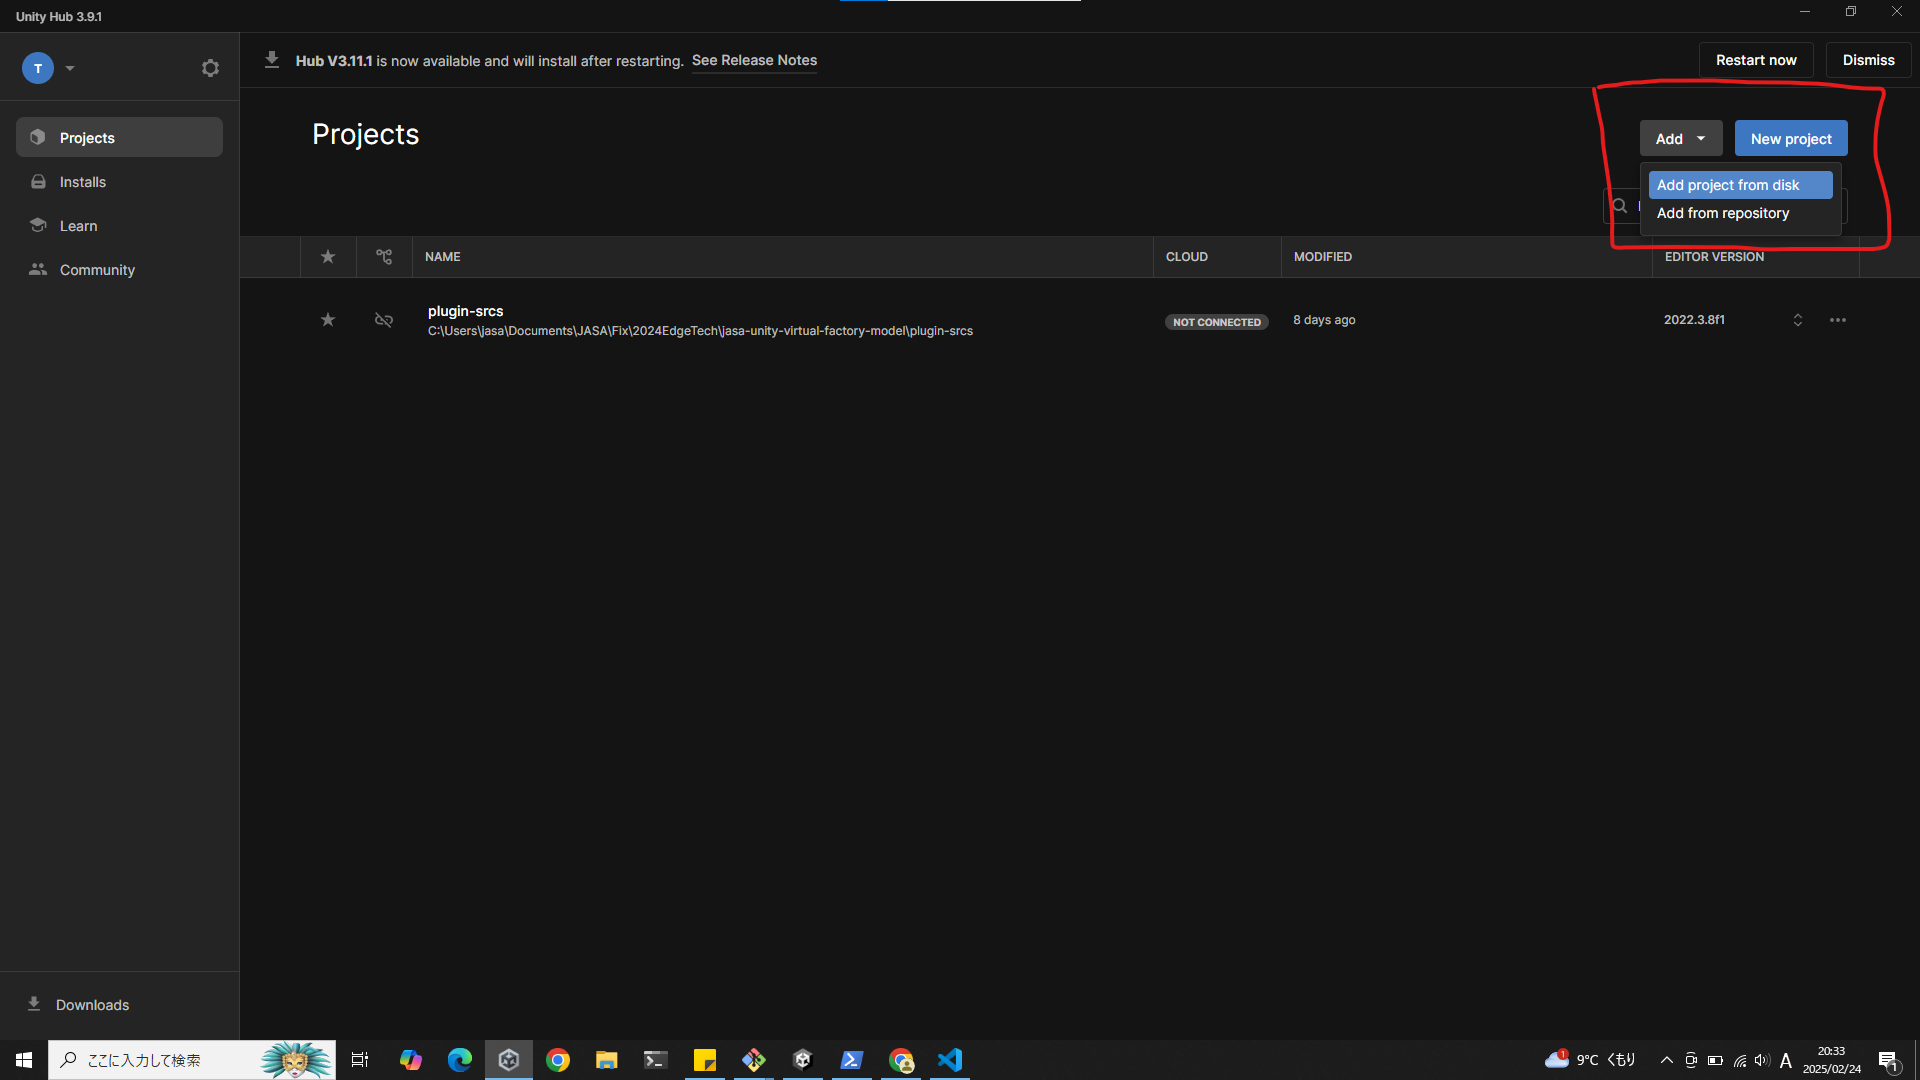 Unity Hub 3.9.1
T
Hub V3.11.1 is now available and will install after restarting. See Release Notes
Restart now
Dismiss
Projects
Installs
Learn
Community
Downloads
Projects
Add
New project
Add project from disk
Add from repository
NAME
CLOUD
MODIFIED
EDITOR VERSION
plugin-srcs
C:\Users\jasa\Documents\JASA\Fix\2024EdgeTech\jasa-unity-virtual-factory-model\plugin-srcs
NOT CONNECTED
8 days ago
2022.3.8f1
ここに入力して検索
1
9°C くもり
A
20:33
2025/02/24
1